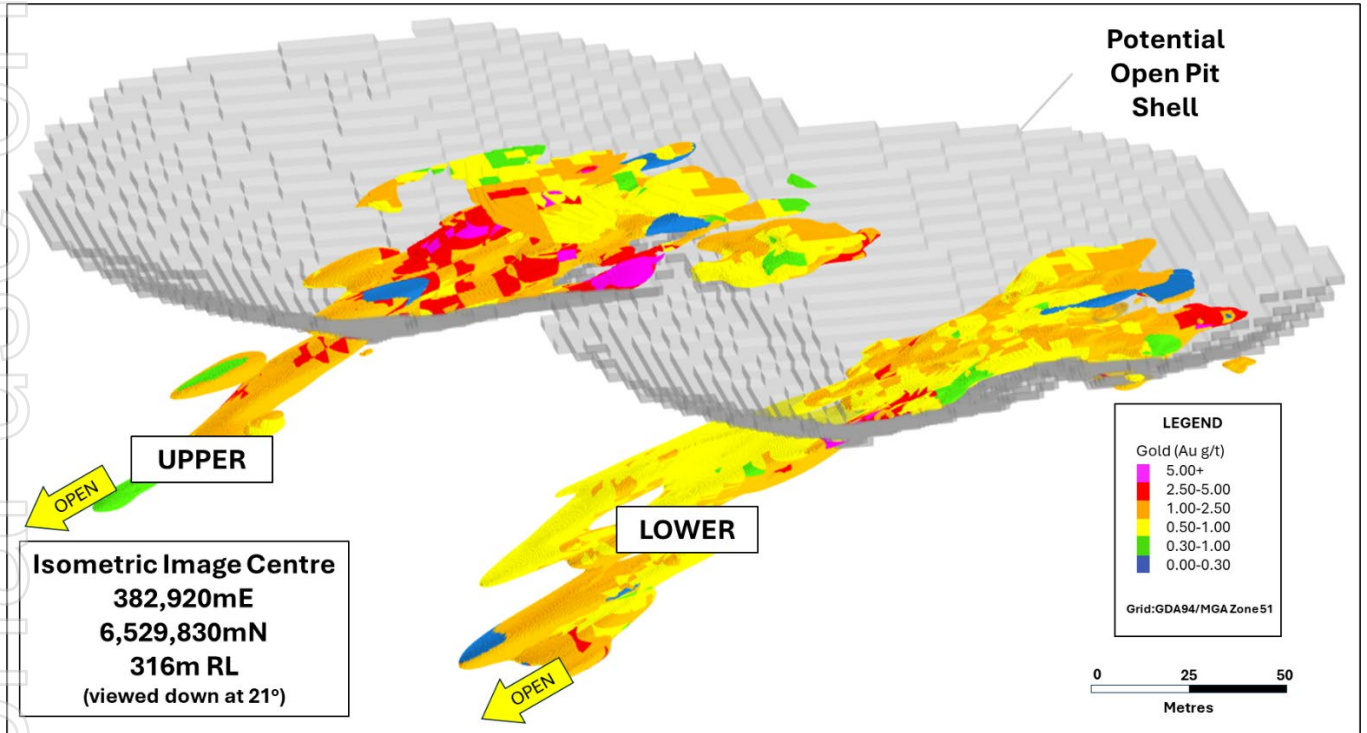 Potential
Open Pit
Shell
UPPER
OPEN
LOWER
OPEN
Isometric Image Centre
382,920mE
6,529,830mN
316m RL
(viewed down at 21°)
LEGEND
Gold (Au g/t)
5.00+
2.50-5.00
1.00-2.50
0.50-1.00
0.30-1.00
0.00-0.30
Grid:GDA94/MGA Zone 51
0 25 50
Metres